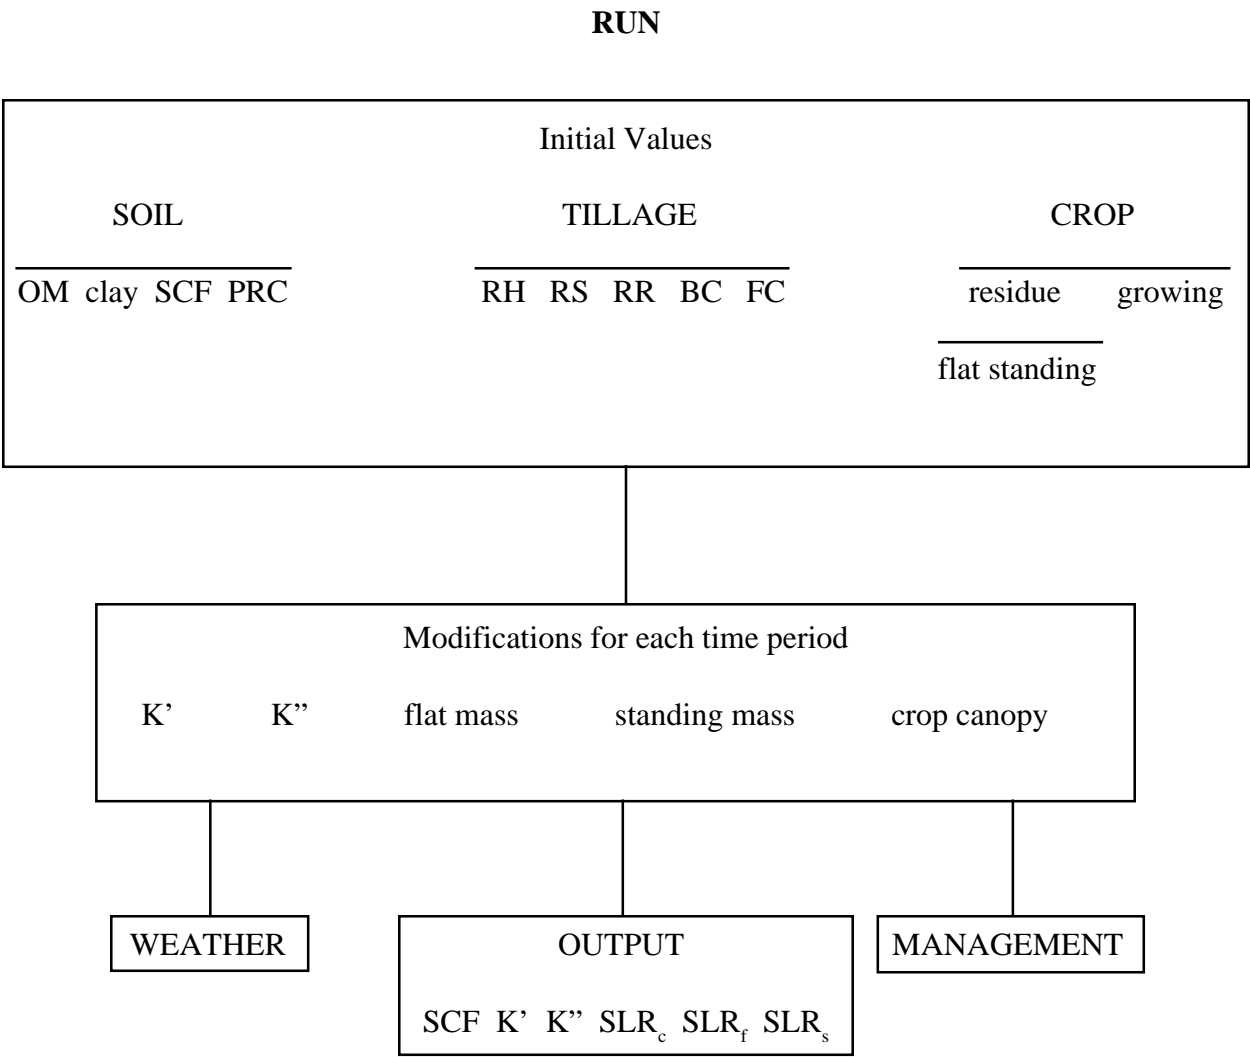 RUN
Initial Values
SOIL TILLAGE CROP
OM clay SCF PRC RH RS RR BC FC residue growing
flat standing
Modifications for each time period
K’ K” flat mass standing mass crop canopy
WEATHER OUTPUT MANAGEMENT
SCF K’ K” SLRc SLRf SLRs